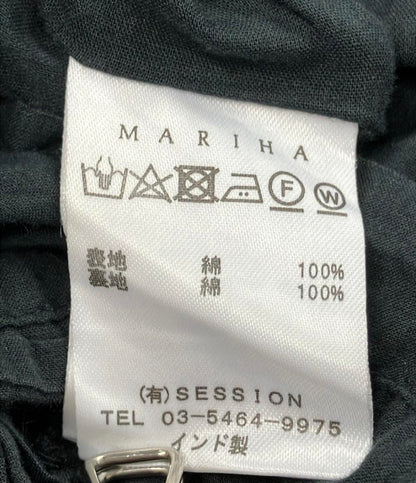 MARIHA
F W
表地 綿 100%
裏地 綿 100%
(有)SESSION
TEL 03-5464-9975
インド製